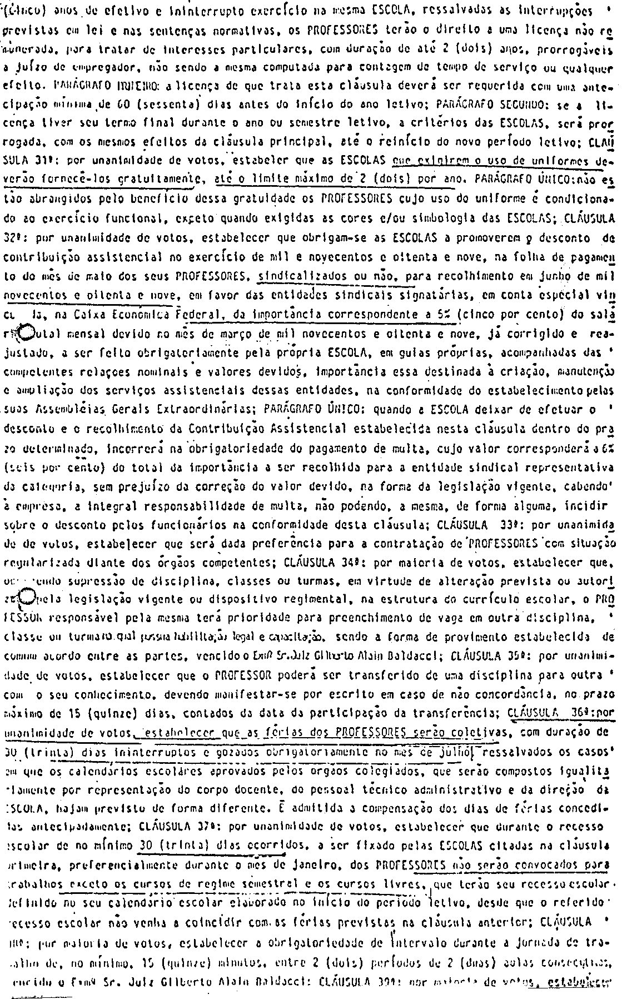 (cinco) anos de efetivo e ininterrupto exercício na mesma ESCOLA, ressalvadas as interrupções '
previstas em lei e nas sentenças normativas, os PROFESSORES terão o direito a uma licença não re
munerada, para tratar de interesses particulares, com duração de até 2 (dois) anos, prorrogáveis
a juízo de empregador, não sendo a mesma computada para contagem de tempo de serviço ou qualquer
efeito. PARÁGRAFO PRIMEIRO: a licença de que trata esta cláusula deverá ser requerida com uma ante-
cipação mínima de 60 (sessenta) dias antes do início do ano letivo; PARÁGRAFO SEGUNDO: se a li-
cença tiver seu termo final durante o ano ou semestre letivo, a critérios das ESCOLAS, será pror
rogada, com os mesmos efeitos da cláusula principal, até o reinício do novo período letivo; CLÁU
SULA 31ª: por unanimidade de votos, estabeler que as ESCOLAS que exigirem o uso de uniformes de-
verão fornecê-los gratuitamente, até o limite máximo de 2 (dois) por ano. PARÁGRAFO ÚNICO:não es
tão abrangidos pelo benefício dessa gratuidade os PROFESSORES cujo uso do uniforme é condiciona-
do ao exercício funcional, exceto quando exigidas as cores e/ou simbologia das ESCOLAS; CLÁUSULA
32ª: por unanimidade de votos, estabelecer que obrigam-se as ESCOLAS a promoverem o desconto de
contribuição assistencial no exercício de mil e novecentos e oitenta e nove, na folha de pagamen
to do mês de maio dos seus PROFESSORES, sindicalizados ou não, para recolhimento em junho de mil
novecentos e oitenta e nove, em favor das entidades sindicais signatárias, em conta especial vin
cu la, na Caixa Econômica Federal, da importância correspondente a 5% (cinco por cento) do salá
r utal mensal devido no mês de março de mil novecentos e oitenta e nove, já corrigido e rea-
justado, a ser feito obrigatoriamente pela própria ESCOLA, em guias próprias, acompanhadas das '
competentes relações nominais e valores devidos, importância essa destinada à criação, manutenção
e ampliação dos serviços assistenciais dessas entidades, na conformidade do estabelecimento pelas
suas Assembléias Gerais Extraordinárias; PARÁGRAFO ÚNICO: quando a ESCOLA deixar de efetuar o '
desconto e o recolhimento da Contribuição Assistencial estabelecida nesta cláusula dentro do pra
zo determinado, incorrerá na obrigatoriedade do pagamento de multa, cujo valor corresponderá a 6%
(seis por cento) do total da importância a ser recolhida para a entidade sindical representativa
da categoria, sem prejuízo da correção do valor devido, na forma da legislação vigente, cabendo'
à empresa, a integral responsabilidade de multa, não podendo, a mesma, de forma alguma, incidir
sobre o desconto pelos funcionários na conformidade desta cláusula; CLÁUSULA 33ª: por unanimida
de de votos, estabelecer que será dada preferência para a contratação de PROFESSORES com situação
regularizada diante dos órgãos competentes; CLÁUSULA 34ª: por maioria de votos, estabelecer que,
oc rendo supressão de disciplina, classes ou turmas, em virtude de alteração prevista ou autori
za pela legislação vigente ou dispositivo regimental, na estrutura do currículo escolar, o PRO
FESSOR responsável pela mesma terá prioridade para preenchimento de vaga em outra disciplina, '
classe ou turma na qual possua habilitação legal e capacitação, sendo a forma de provimento estabelecida de
comum acordo entre as partes, vencido o Exmº Sr.Juiz Gilberto Alain Baldacci; CLÁUSULA 35ª: por unanimi-
dade de votos, estabelecer que o PROFESSOR poderá ser transferido de uma disciplina para outra '
com o seu conhecimento, devendo manifestar-se por escrito em caso de não concordância, no prazo
máximo de 15 (quinze) dias, contados da data da participação da transferência; CLÁUSULA 36ª:por
unanimidade de votos, estabelecer que as férias dos PROFESSORES serão coletivas, com duração de
30 (trinta) dias ininterruptos e gozados obrigatoriamente no mês de julho, ressalvados os casos'
em que os calendários escolares aprovados pelos orgãos colegiados, que serão compostos igualita
riamente por representação do corpo docente, do pessoal técnico administrativo e da direção da
ESCOLA, hajam previsto de forma diferente. É admitida a compensação dos dias de férias concedi-
das antecipadamente; CLÁUSULA 37ª: por unanimidade de votos, estabelecer que durante o recesso
escolar de no mínimo 30 (trinta) dias ocorridos, a ser fixado pelas ESCOLAS citadas na cláusula
primeira, preferencialmente durante o mês de janeiro, dos PROFESSORES não serão convocados para
trabalhos exceto os cursos de regime semestral e os cursos livres, que terão seu recesso escolar
definido no seu calendário escolar elaborado no início do período letivo, desde que o referido
recesso escolar não venha a coincidir com as férias previstas na cláusula anterior; CLÁUSULA '
: por maioria de votos, estabelecer a obrigatoriedade de intervalo durante a jornada de tra-
balho de, no mínimo, 15 (quinze) minutos, entre 2 (dois) períodos de 2 (duas) aulas consecutivas,
vencido o Exmº Sr. Juiz Gilberto Alain Baldacci; CLÁUSULA 39ª: por maioria de votos, estabelecer